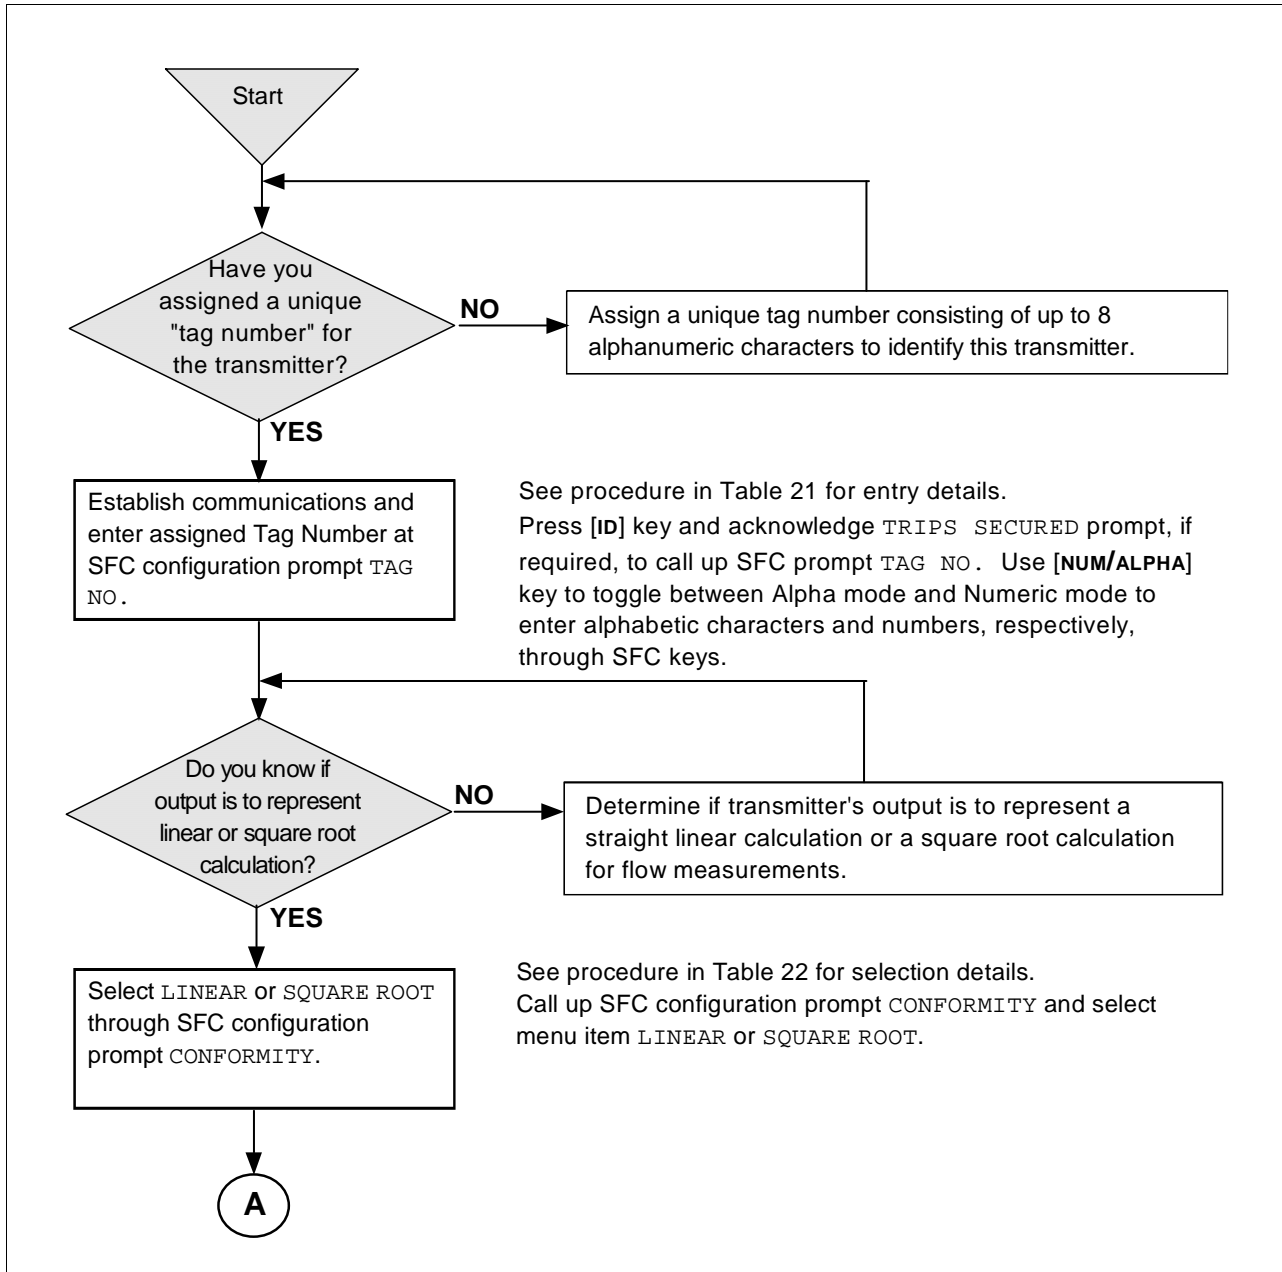 Start
Have you
assigned a unique
"tag number" for
the transmitter?
NO
Assign a unique tag number consisting of up to 8
alphanumeric characters to identify this transmitter.
YES
Establish communications and
enter assigned Tag Number at
SFC configuration prompt TAG
NO.
See procedure in Table 21 for entry details.
Press [ID] key and acknowledge TRIPS SECURED prompt, if
required, to call up SFC prompt TAG NO. Use [NUM/ALPHA]
key to toggle between Alpha mode and Numeric mode to
enter alphabetic characters and numbers, respectively,
through SFC keys.
Do you know if
output is to represent
linear or square root
calculation?
NO
Determine if transmitter's output is to represent a
straight linear calculation or a square root calculation
for flow measurements.
YES
Select LINEAR or SQUARE ROOT
through SFC configuration
prompt CONFORMITY.
See procedure in Table 22 for selection details.
Call up SFC configuration prompt CONFORMITY and select
menu item LINEAR or SQUARE ROOT.
A